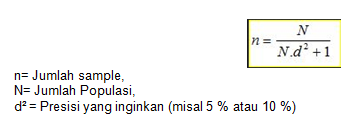 n = N / N.d² + 1
n= Jumlah sample,
N= Jumlah Populasi,
d² = Presisi yang inginkan (misal 5 % atau 10 %)